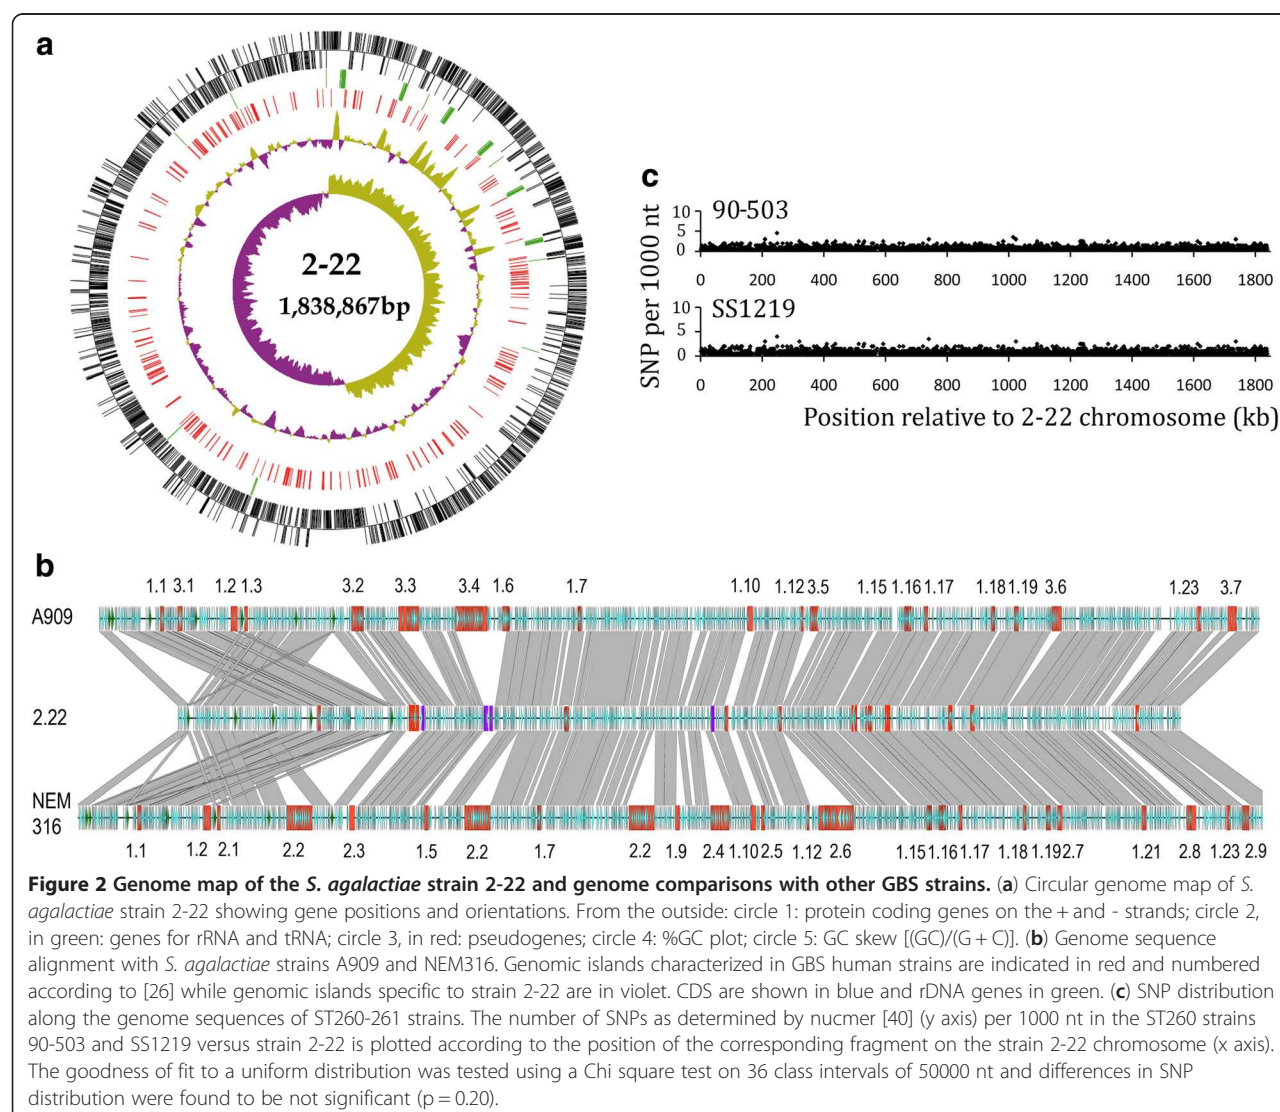 a
2-22
1,838,867bp
c
SNP per 1000 nt
90-503
10
5
0
0 200 400 600 800 1000 1200 1400 1600 1800
SS1219
10
5
0
0 200 400 600 800 1000 1200 1400 1600 1800
Position relative to 2-22 chromosome (kb)
b
1.1 3.1 1.2 1.3 3.2 3.3 3.4 1.6 1.7 1.10 1.12 3.5 1.15 1.16 1.17 1.18 1.19 3.6 1.23 3.7
A909
2.22
NEM
316
1.1 1.2 2.1 2.2 2.3 1.5 2.2 1.7 2.2 1.9 2.4 1.10 2.5 1.12 2.6 1.15 1.16 1.17 1.18 1.19 2.7 1.21 2.8 1.23 2.9
Figure 2 Genome map of the S. agalactiae strain 2-22 and genome comparisons with other GBS strains. (a) Circular genome map of S.
agalactiae strain 2-22 showing gene positions and orientations. From the outside: circle 1: protein coding genes on the + and - strands; circle 2,
in green: genes for rRNA and tRNA; circle 3, in red: pseudogenes; circle 4: %GC plot; circle 5: GC skew [(GC)/(G + C)]. (b) Genome sequence
alignment with S. agalactiae strains A909 and NEM316. Genomic islands characterized in GBS human strains are indicated in red and numbered
according to [26] while genomic islands specific to strain 2-22 are in violet. CDS are shown in blue and rDNA genes in green. (c) SNP distribution
along the genome sequences of ST260-261 strains. The number of SNPs as determined by nucmer [40] (y axis) per 1000 nt in the ST260 strains
90-503 and SS1219 versus strain 2-22 is plotted according to the position of the corresponding fragment on the strain 2-22 chromosome (x axis).
The goodness of fit to a uniform distribution was tested using a Chi square test on 36 class intervals of 50000 nt and differences in SNP
distribution were found to be not significant (p = 0.20).